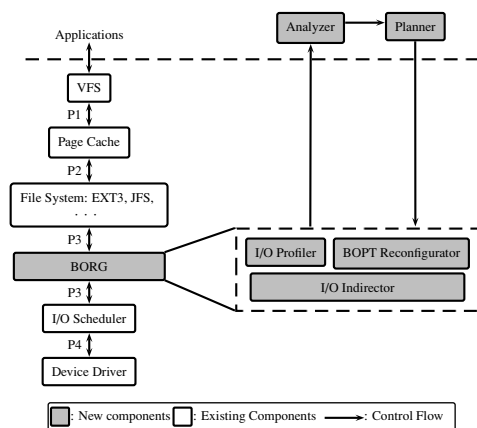 Applications
Analyzer
Planner
VFS
P1
Page Cache
P2
File System: EXT3, JFS,
. . .
P3
BORG
I/O Profiler
BOPT Reconfigurator
I/O Indirector
P3
I/O Scheduler
P4
Device Driver
: New components
: Existing Components
: Control Flow